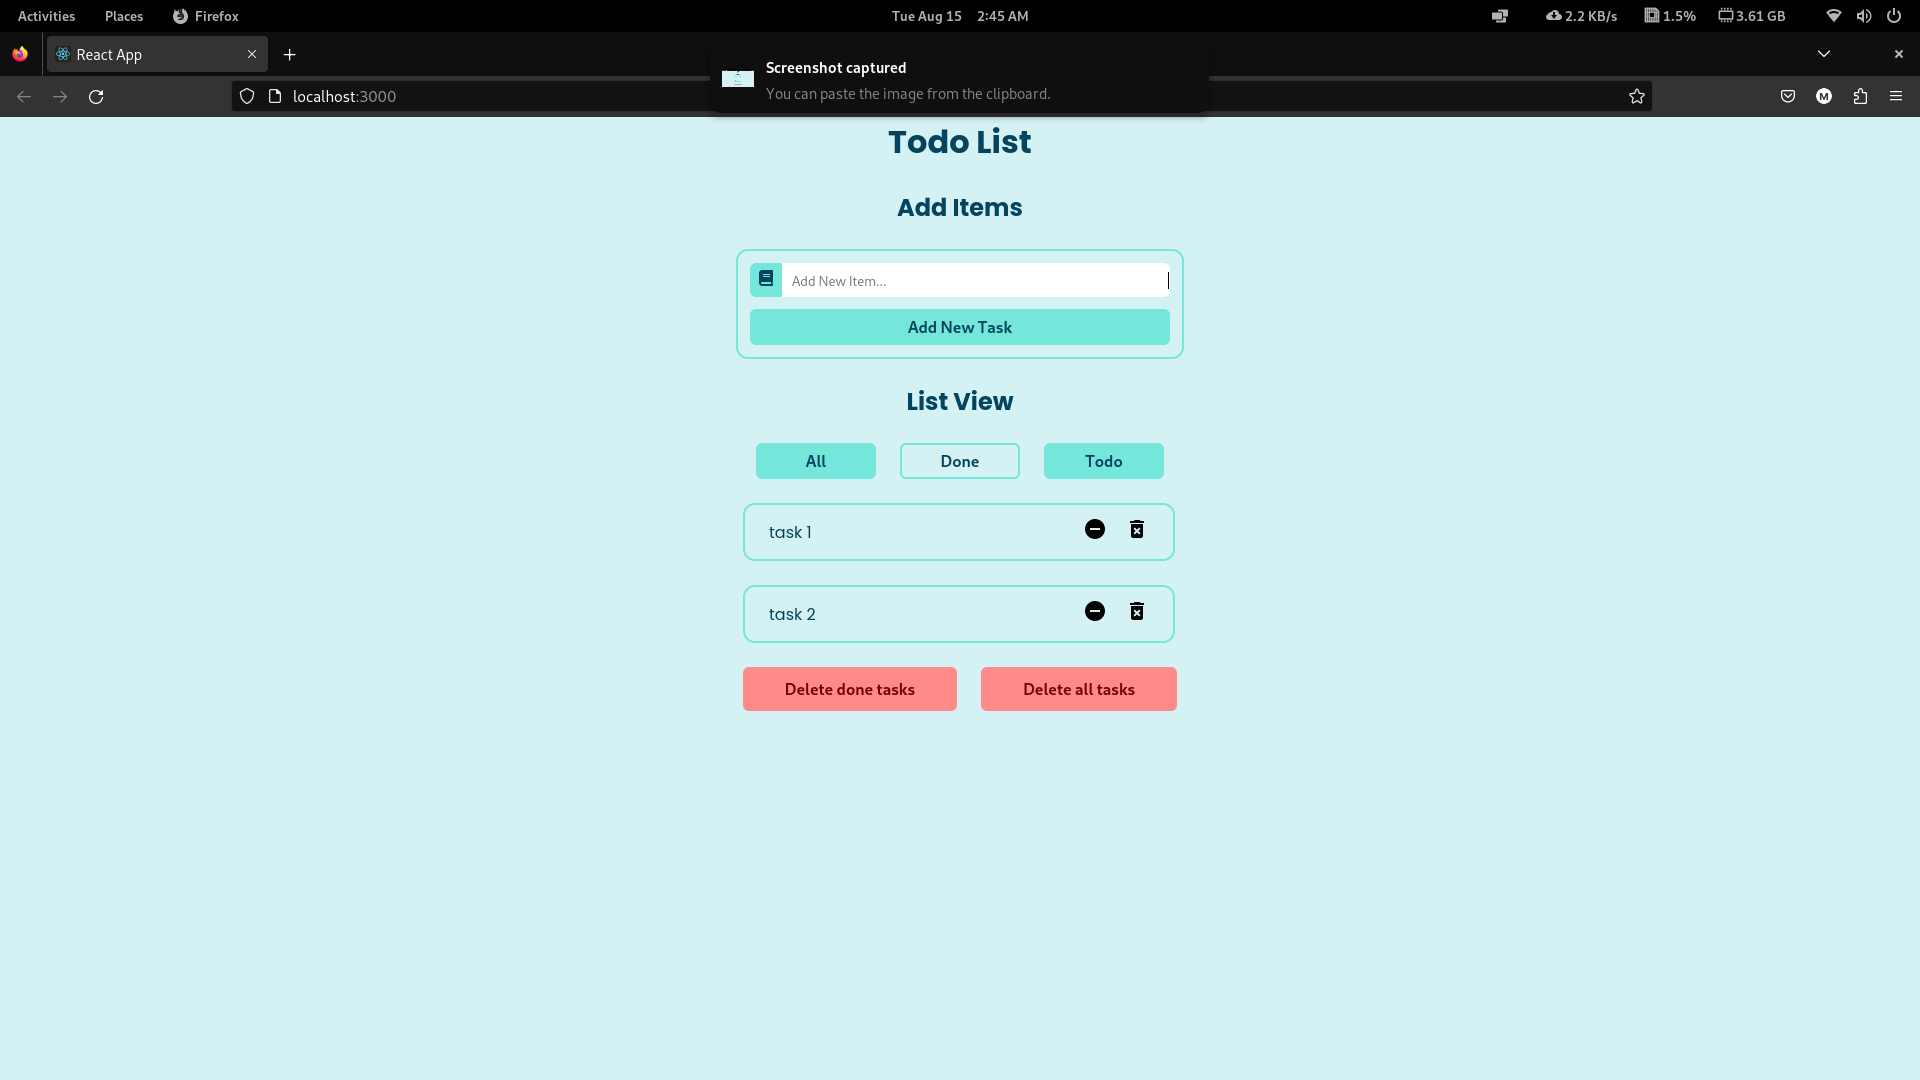 Activities Places Firefox Tue Aug 15 2:45 AM 2.2 KB/s 1.5% 3.61 GB
React App
Screenshot captured
You can paste the image from the clipboard.
localhost:3000 M
Todo List
Add Items
Add New Item...
Add New Task
List View
All Done Todo
task 1
task 2
Delete done tasks Delete all tasks